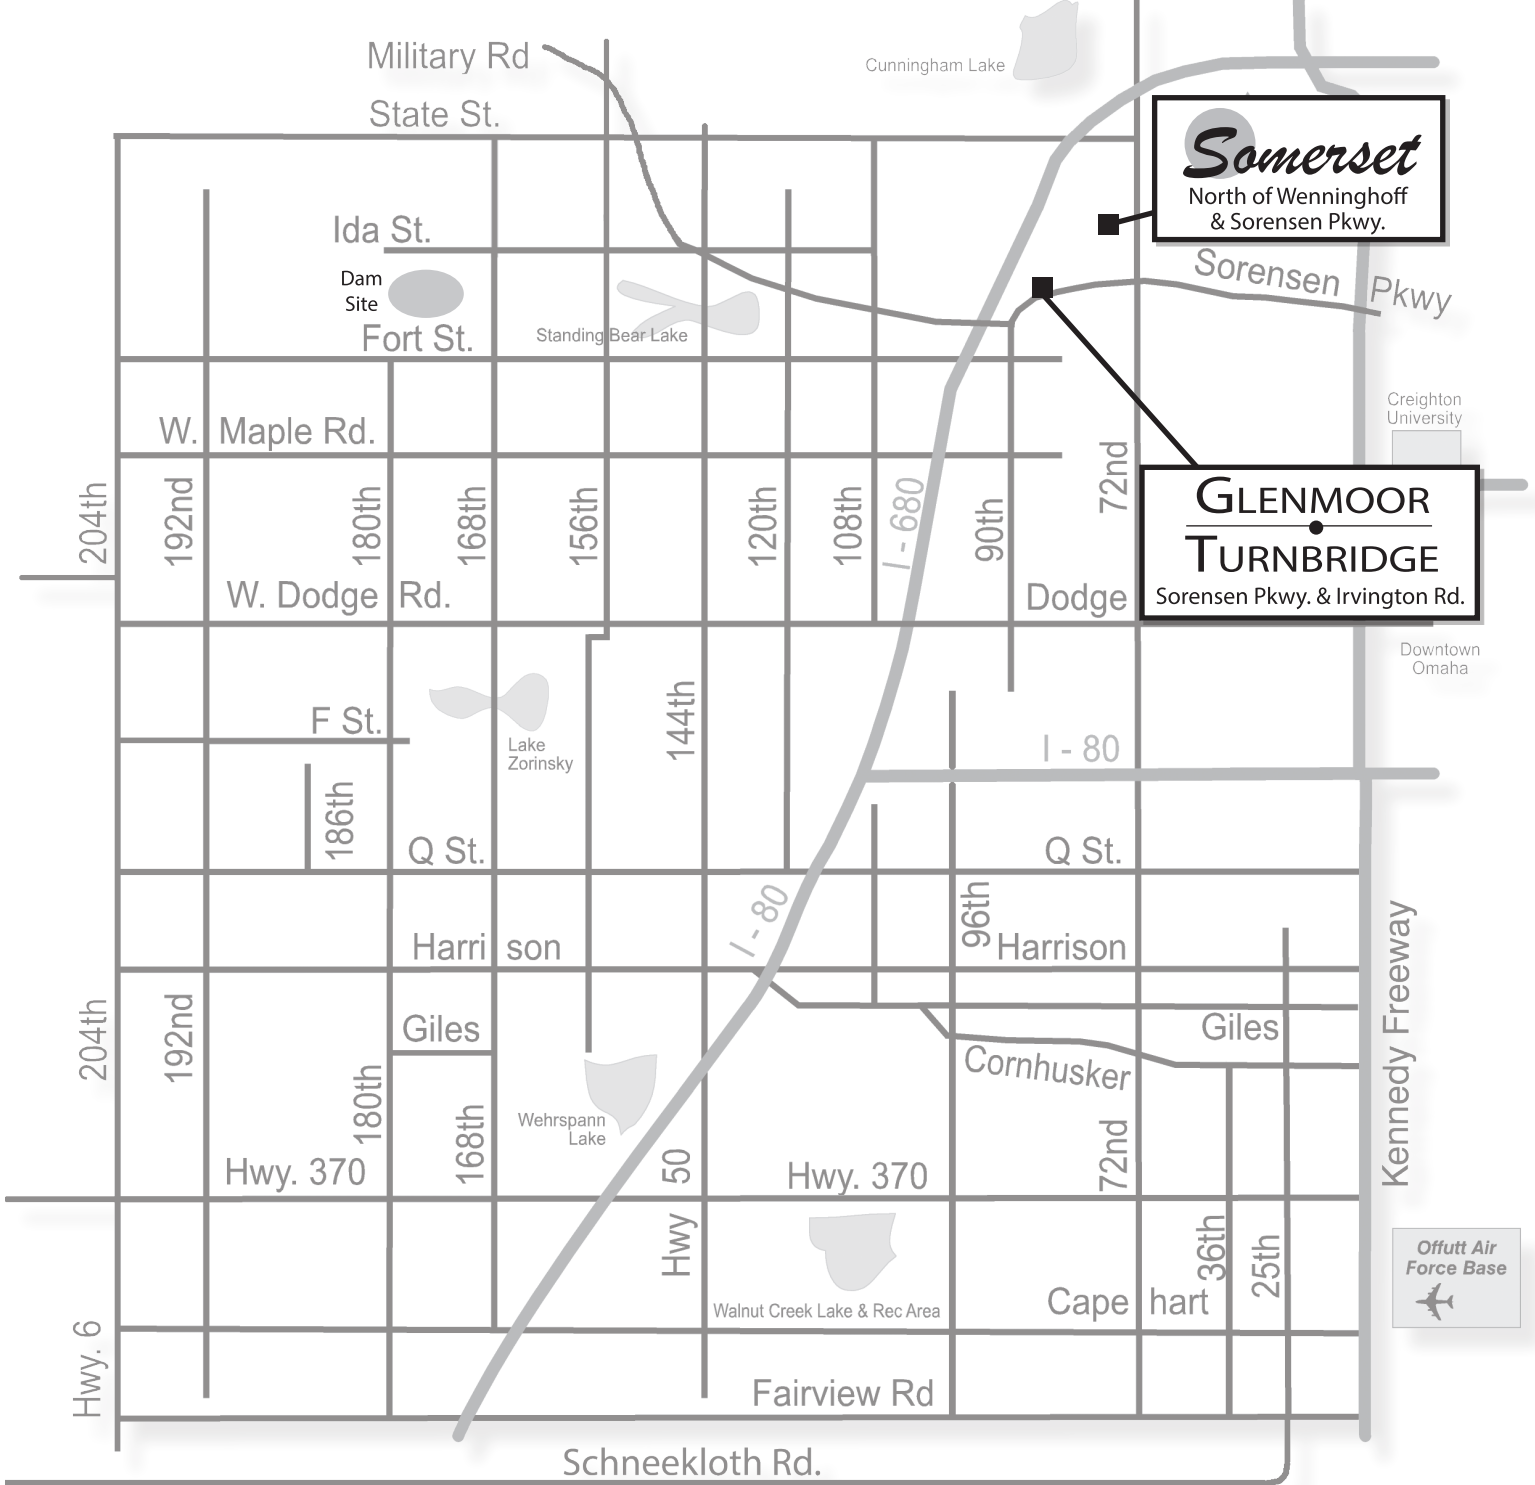 Military Rd
State St.
Cunningham Lake
Somerset
North of Wenninghoff
& Sorensen Pkwy.
Ida St.
Dam
Site
Sorensen Pkwy
Standing Bear Lake
Fort St.
Creighton
University
W. Maple Rd.
204th
192nd
180th
168th
156th
120th
108th
I - 680
90th
72nd
GLENMOOR
TURNBRIDGE
Sorensen Pkwy. & Irvington Rd.
W. Dodge Rd.
Dodge
Downtown
Omaha
F St.
Lake
Zorinsky
144th
I - 80
186th
Q St.
Q St.
I - 80
96th
Harrison
Harrison
Kennedy Freeway
204th
192nd
Giles
Giles
Cornhusker
180th
168th
Wehrspann
Lake
72nd
Hwy. 370
Hwy 50
Hwy. 370
36th
25th
Offutt Air
Force Base
Walnut Creek Lake & Rec Area
Capehart
Hwy. 6
Fairview Rd
Schneekloth Rd.